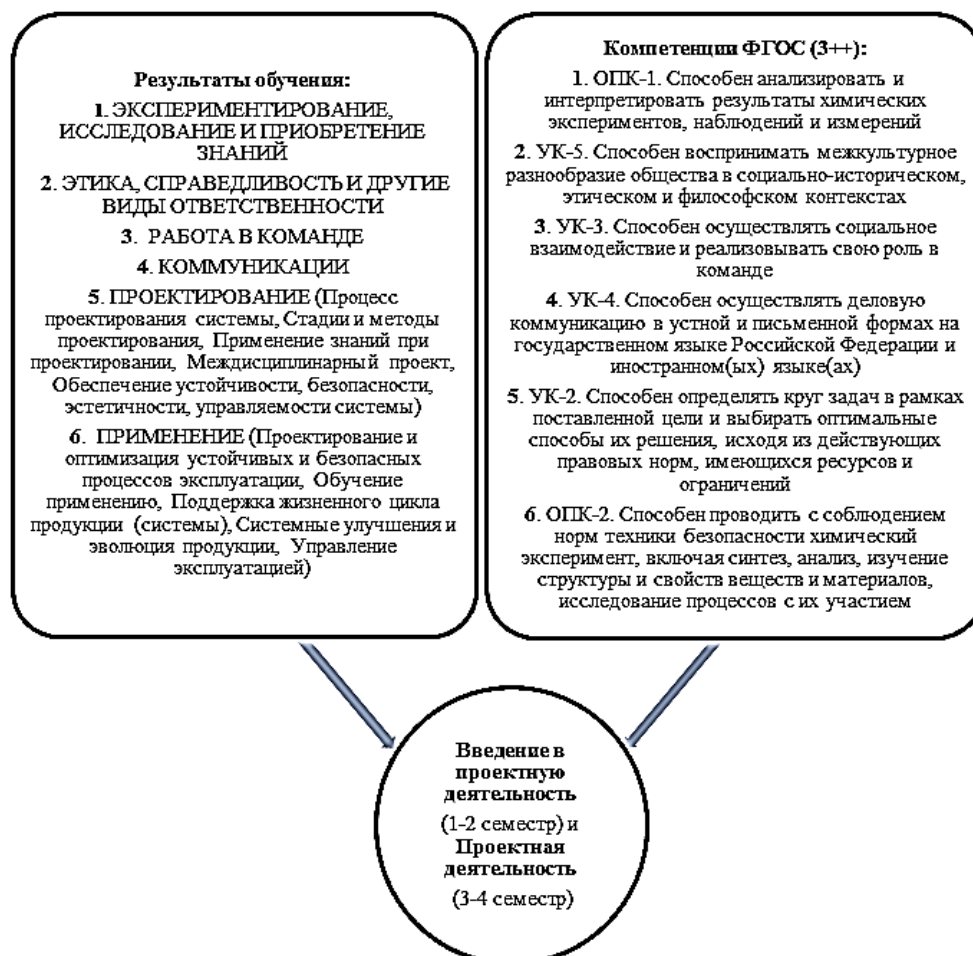 Результаты обучения:
1. ЭКСПЕРИМЕНТИРОВАНИЕ,
ИССЛЕДОВАНИЕ И ПРИОБРЕТЕНИЕ
ЗНАНИЙ
2. ЭТИКА, СПРАВЕДЛИВОСТЬ И ДРУГИЕ
ВИДЫ ОТВЕТСТВЕННОСТИ
3. РАБОТА В КОМАНДЕ
4. КОММУНИКАЦИИ
5. ПРОЕКТИРОВАНИЕ (Процесс
проектирования системы, Стадии и методы
проектирования, Применение знаний при
проектировании, Междисциплинарный проект,
Обеспечение устойчивости, безопасности,
эстетичности, управляемости системы)
6. ПРИМЕНЕНИЕ (Проектирование и
оптимизация устойчивых и безопасных
процессов эксплуатации, Обучение
применению, Поддержка жизненного цикла
продукции (системы), Системные улучшения и
эволюция продукции, Управление
эксплуатацией)
Компетенции ФГОС (3++):
1. ОПК-1. Способен анализировать и
интерпретировать результаты химических
экспериментов, наблюдений и измерений
2. УК-5. Способен воспринимать межкультурное
разнообразие общества в социально-историческом,
этическом и философском контекстах
3. УК-3. Способен осуществлять социальное
взаимодействие и реализовывать свою роль в
команде
4. УК-4. Способен осуществлять деловую
коммуникацию в устной и письменной формах на
государственном языке Российской Федерации и
иностранном(ых) языке(ах)
5. УК-2. Способен определять круг задач в рамках
поставленной цели и выбирать оптимальные
способы их решения, исходя из действующих
правовых норм, имеющихся ресурсов и
ограничений
6. ОПК-2. Способен проводить с соблюдением
норм техники безопасности химический
эксперимент, включая синтез, анализ, изучение
структуры и свойств веществ и материалов,
исследование процессов с их участием
Введение в
проектную
деятельность
(1-2 семестр) и
Проектная
деятельность
(3-4 семестр)